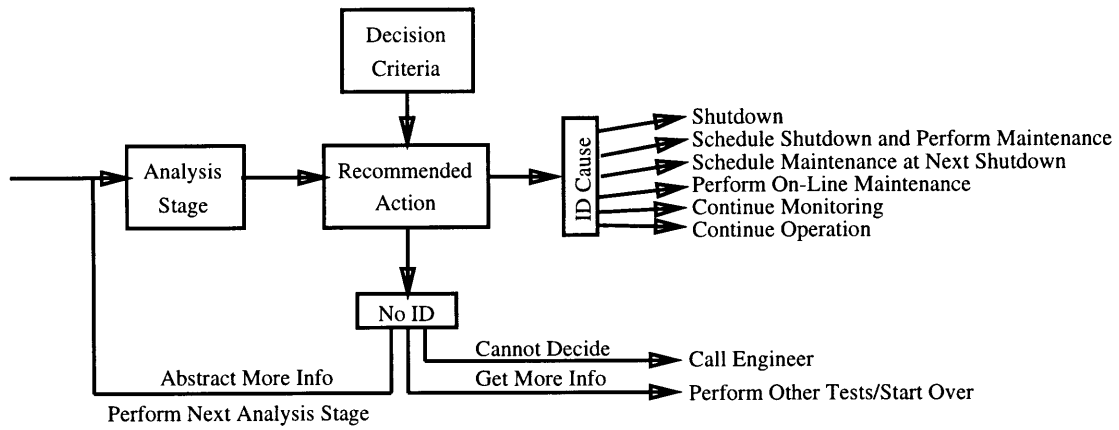 Decision
Criteria
Analysis
Stage
Recommended
Action
ID Cause
Shutdown
Schedule Shutdown and Perform Maintenance
Schedule Maintenance at Next Shutdown
Perform On-Line Maintenance
Continue Monitoring
Continue Operation
No ID
Cannot Decide
Call Engineer
Abstract More Info
Get More Info
Perform Other Tests/Start Over
Perform Next Analysis Stage